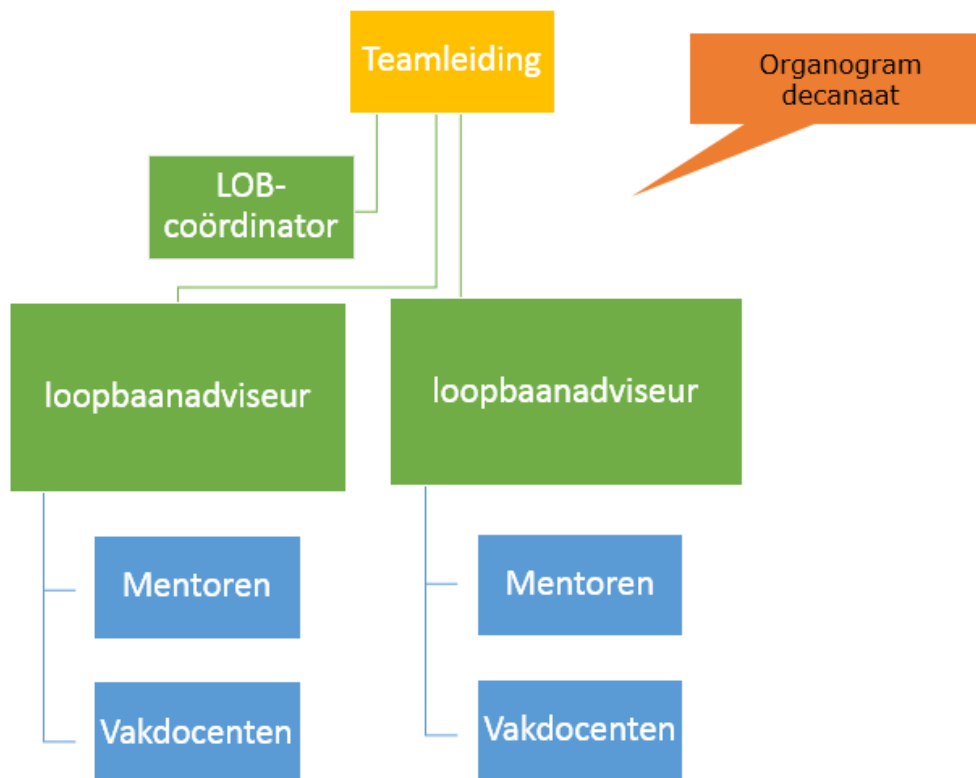 Teamleiding
Organogram
decanaat
LOB-
coördinator
loopbaanadviseur
loopbaanadviseur
Mentoren
Mentoren
Vakdocenten
Vakdocenten